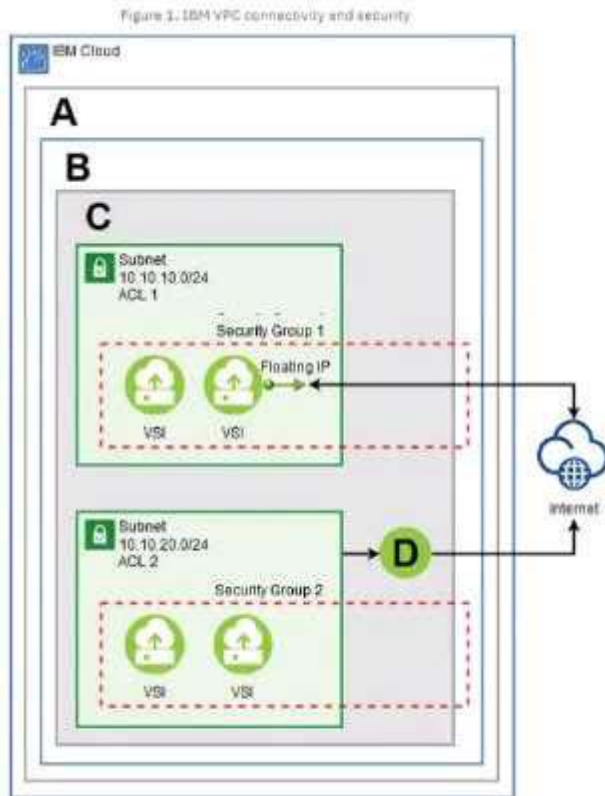 Figure 1. IBM VPC connectivity and security
IBM Cloud
A
B
C
Subnet
10.10.10.0/24
ACL 1
Security Group 1
Floating IP
VSI
VSI
Internet
Subnet
10.10.20.0/24
ACL 2
D
Security Group 2
VSI
VSI